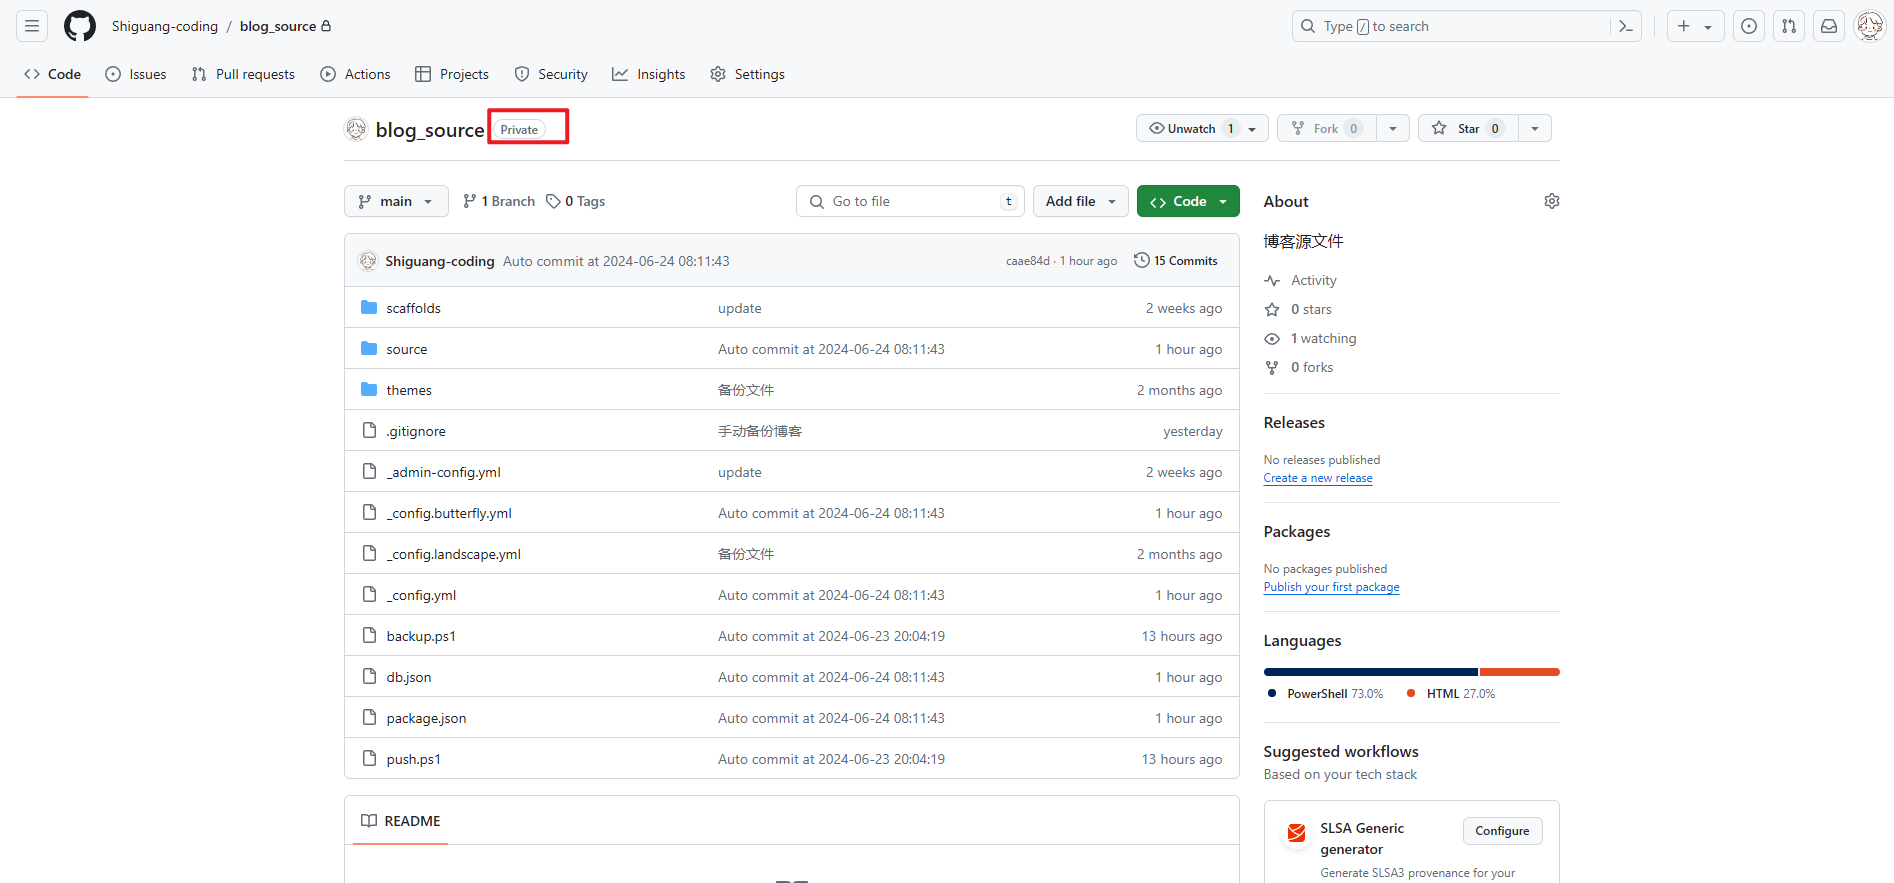 Shiguang-coding / blog_source
Type / to search
Code Issues Pull requests Actions Projects Security Insights Settings
blog_source Private
Unwatch 1 Fork 0 Star 0
main 1 Branch 0 Tags Go to file t Add file Code
Shiguang-coding Auto commit at 2024-06-24 08:11:43 caae84d · 1 hour ago 15 Commits
scaffolds update 2 weeks ago
source Auto commit at 2024-06-24 08:11:43 1 hour ago
themes 备份文件 2 months ago
.gitignore 手动备份博客 yesterday
_admin-config.yml update 2 weeks ago
_config.butterfly.yml Auto commit at 2024-06-24 08:11:43 1 hour ago
_config.landscape.yml 备份文件 2 months ago
_config.yml Auto commit at 2024-06-24 08:11:43 1 hour ago
backup.ps1 Auto commit at 2024-06-23 20:04:19 13 hours ago
db.json Auto commit at 2024-06-24 08:11:43 1 hour ago
package.json Auto commit at 2024-06-24 08:11:43 1 hour ago
push.ps1 Auto commit at 2024-06-23 20:04:19 13 hours ago
README
About
博客源文件
Activity
0 stars
1 watching
0 forks
Releases
No releases published
Create a new release
Packages
No packages published
Publish your first package
Languages
PowerShell 73.0% HTML 27.0%
Suggested workflows
Based on your tech stack
SLSA Generic generator Configure
Generate SLSA3 provenance for your